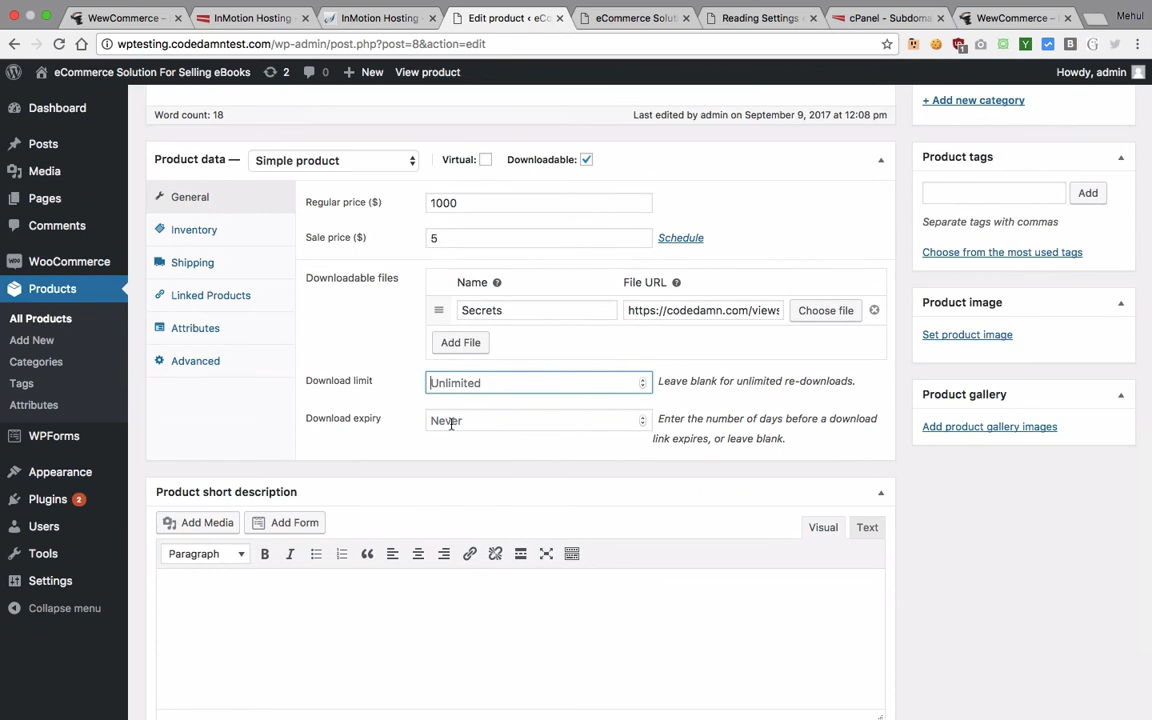 WewCommerce –
InMotion Hosting -
InMotion Hosting -
Edit product ‹ eCo
eCommerce Solut
Reading Settings
cPanel - Subdoma
WewCommerce –
Mehul
wptesting.codedamntest.com/wp-admin/post.php?post=8&action=edit
eCommerce Solution For Selling eBooks
2
0
New
View product
Howdy, admin
Dashboard
Posts
Media
Pages
Comments
WooCommerce
Products
All Products
Add New
Categories
Tags
Attributes
WPForms
Appearance
Plugins 2
Users
Tools
Settings
Collapse menu
Word count: 18
Last edited by admin on September 9, 2017 at 12:08 pm
Product data —
Simple product
Virtual:
Downloadable:
General
Inventory
Shipping
Linked Products
Attributes
Advanced
Regular price ($)
1000
Sale price ($)
5
Schedule
Downloadable files
Name
File URL
Secrets
https://codedamn.com/views
Choose file
Add File
Download limit
Unlimited
Leave blank for unlimited re-downloads.
Download expiry
Never
Enter the number of days before a download
link expires, or leave blank.
Product short description
Add Media
Add Form
Visual
Text
Paragraph
+ Add new category
Product tags
Add
Separate tags with commas
Choose from the most used tags
Product image
Set product image
Product gallery
Add product gallery images